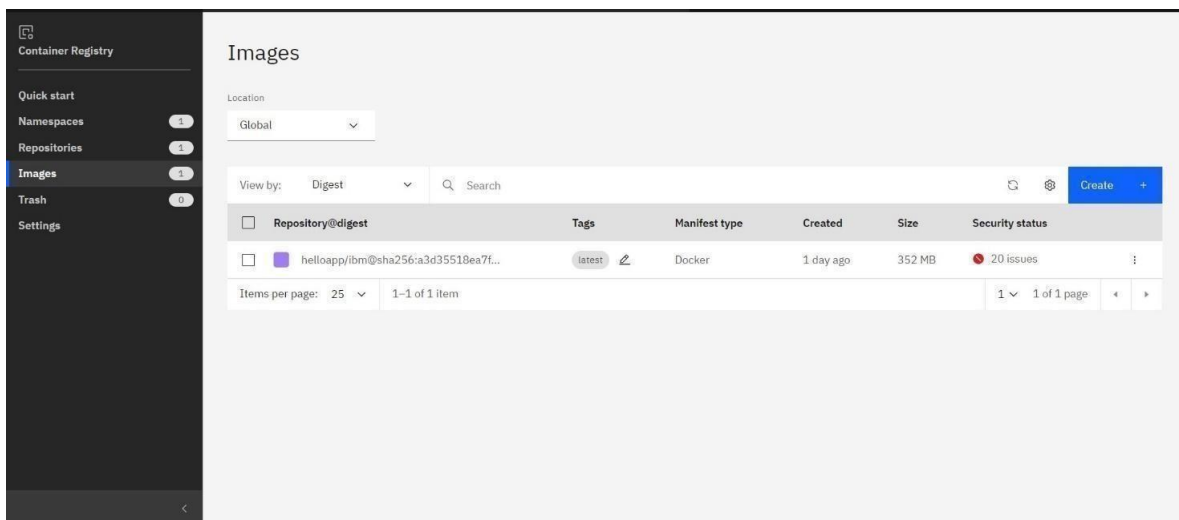 Container Registry
Quick start
Namespaces 1
Repositories 1
Images 1
Trash 0
Settings
Images
Location
Global
View by: Digest Search Create +
Repository@digest Tags Manifest type Created Size Security status
helloapp/ibm@sha256:a3d35518ea7f... latest Docker 1 day ago 352 MB 20 issues
Items per page: 25 1–1 of 1 item 1 1 of 1 page